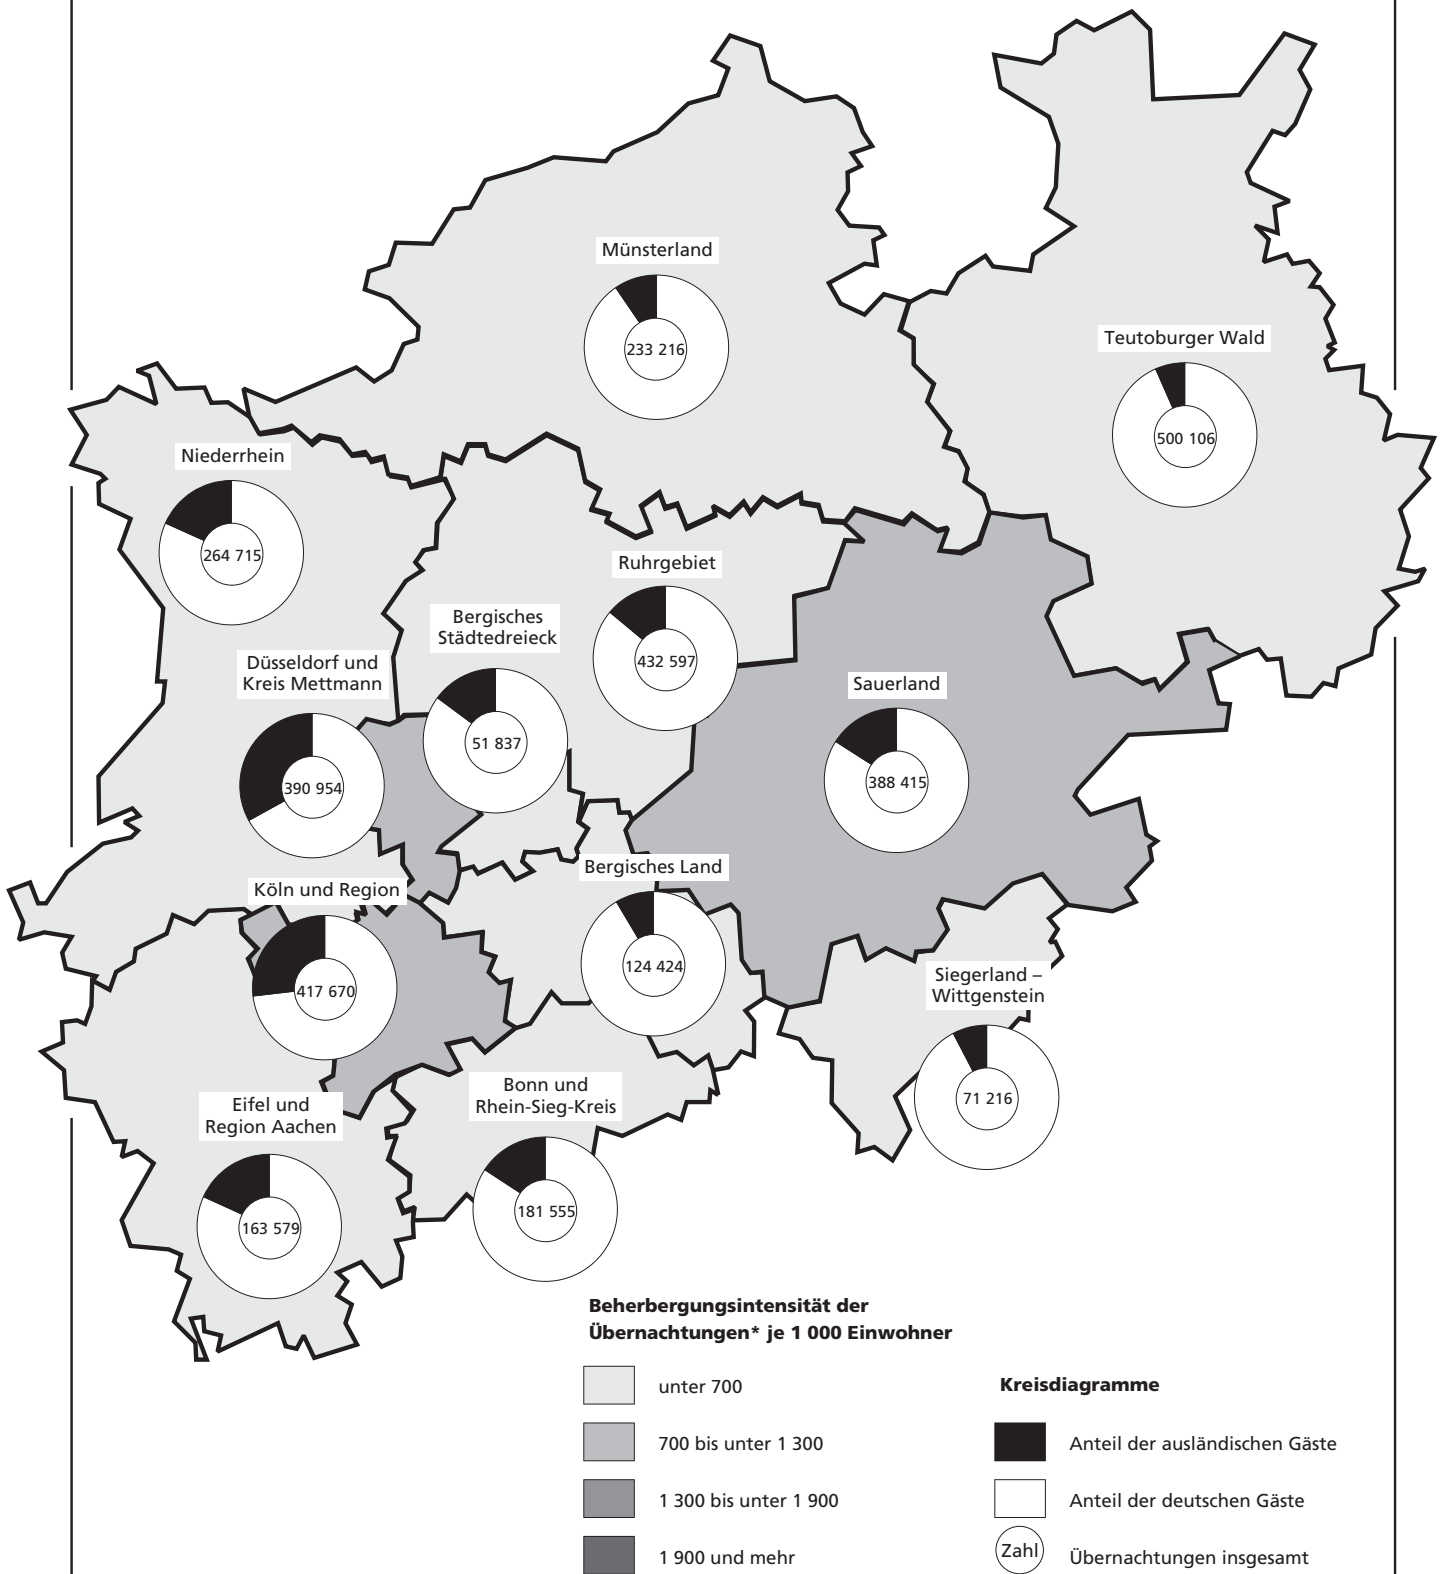 Münsterland
233 216
Teutoburger Wald
500 106
Niederrhein
264 715
Ruhrgebiet
432 597
Bergisches
Städtedreieck
51 837
Düsseldorf und
Kreis Mettmann
390 954
Sauerland
388 415
Bergisches Land
124 424
Köln und Region
417 670
Siegerland –
Wittgenstein
71 216
Bonn und
Rhein-Sieg-Kreis
181 555
Eifel und
Region Aachen
163 579
Beherbergungsintensität der
Übernachtungen* je 1 000 Einwohner
unter 700
700 bis unter 1 300
1 300 bis unter 1 900
1 900 und mehr
Kreisdiagramme
Anteil der ausländischen Gäste
Anteil der deutschen Gäste
Zahl
Übernachtungen insgesamt